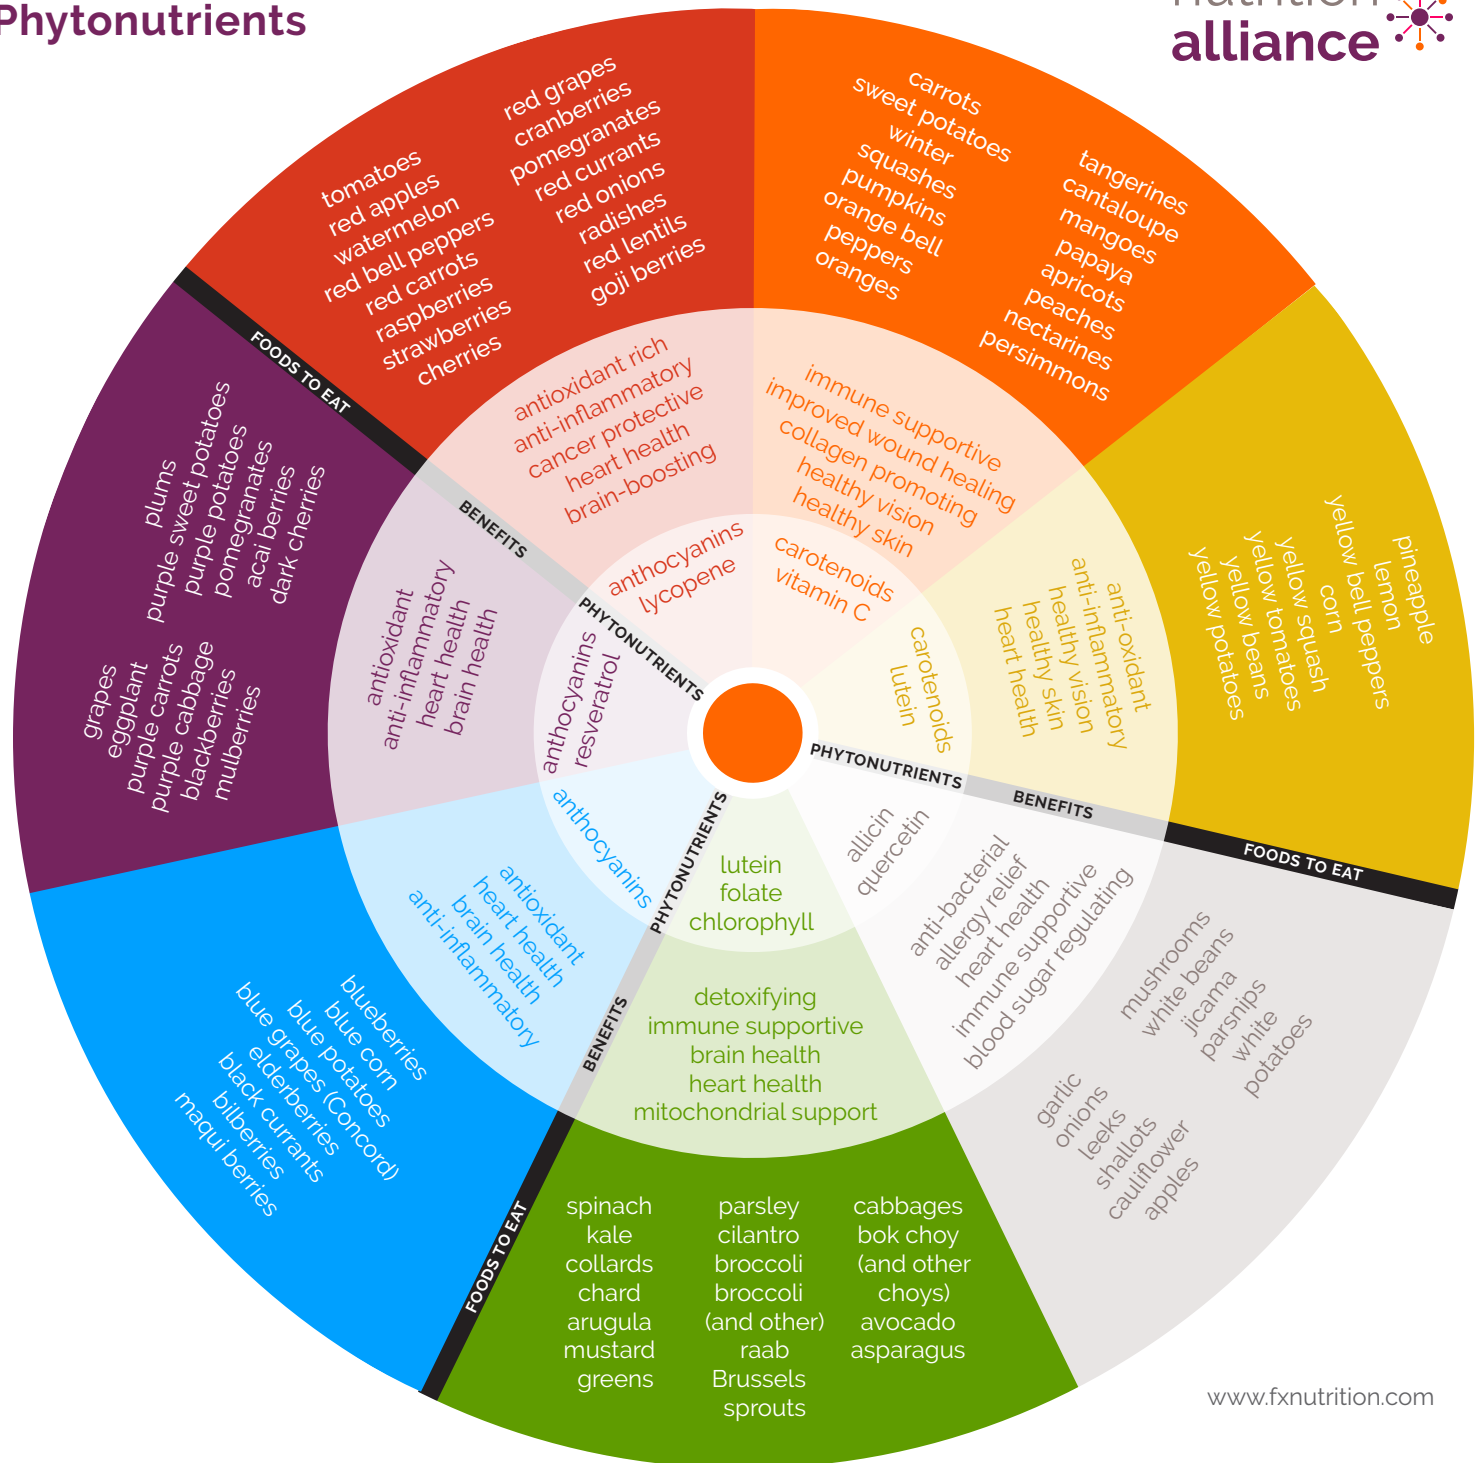 Phytonutrients
nutrition
alliance
tomatoes
red apples
watermelon
red bell peppers
red carrots
raspberries
strawberries
cherries
red grapes
cranberries
pomegranates
red currants
red onions
radishes
red lentils
goji berries
antioxidant rich
anti-inflammatory
cancer protective
heart health
brain-boosting
anthocyanins
lycopene
carrots
sweet potatoes
winter
squashes
pumpkins
orange bell
peppers
oranges
tangerines
cantaloupe
mangoes
papaya
apricots
peaches
nectarines
persimmons
immune supportive
improved wound healing
collagen promoting
healthy vision
healthy skin
carotenoids
vitamin C
pineapple
lemon
yellow bell peppers
corn
yellow squash
yellow tomatoes
yellow beans
yellow potatoes
anti-oxidant
anti-inflammatory
healthy vision
healthy skin
heart health
carotenoids
lutein
PHYTONUTRIENTS
BENEFITS
FOODS TO EAT
allicin
quercetin
anti-bacterial
allergy relief
heart health
immune supportive
blood sugar regulating
mushrooms
white beans
jicama
parsnips
white
potatoes
garlic
onions
leeks
shallots
cauliflower
apples
lutein
folate
chlorophyll
detoxifying
immune supportive
brain health
heart health
mitochondrial support
spinach
kale
collards
chard
arugula
mustard
greens
parsley
cilantro
broccoli
broccoli
(and other)
raab
Brussels
sprouts
cabbages
bok choy
(and other
choys)
avocado
asparagus
PHYTONUTRIENTS
BENEFITS
FOODS TO EAT
anthocyanins
antioxidant
heart health
brain health
anti-inflammatory
blueberries
blue corn
blue potatoes
blue grapes (Concord)
elderberries
black currants
bilberries
maqui berries
plums
purple sweet potatoes
purple potatoes
pomegranates
acai berries
dark cherries
grapes
eggplant
purple carrots
purple cabbage
blackberries
mulberries
antioxidant
anti-inflammatory
heart health
brain health
anthocyanins
resveratrol
FOODS TO EAT
BENEFITS
PHYTONUTRIENTS
www.fxnutrition.com